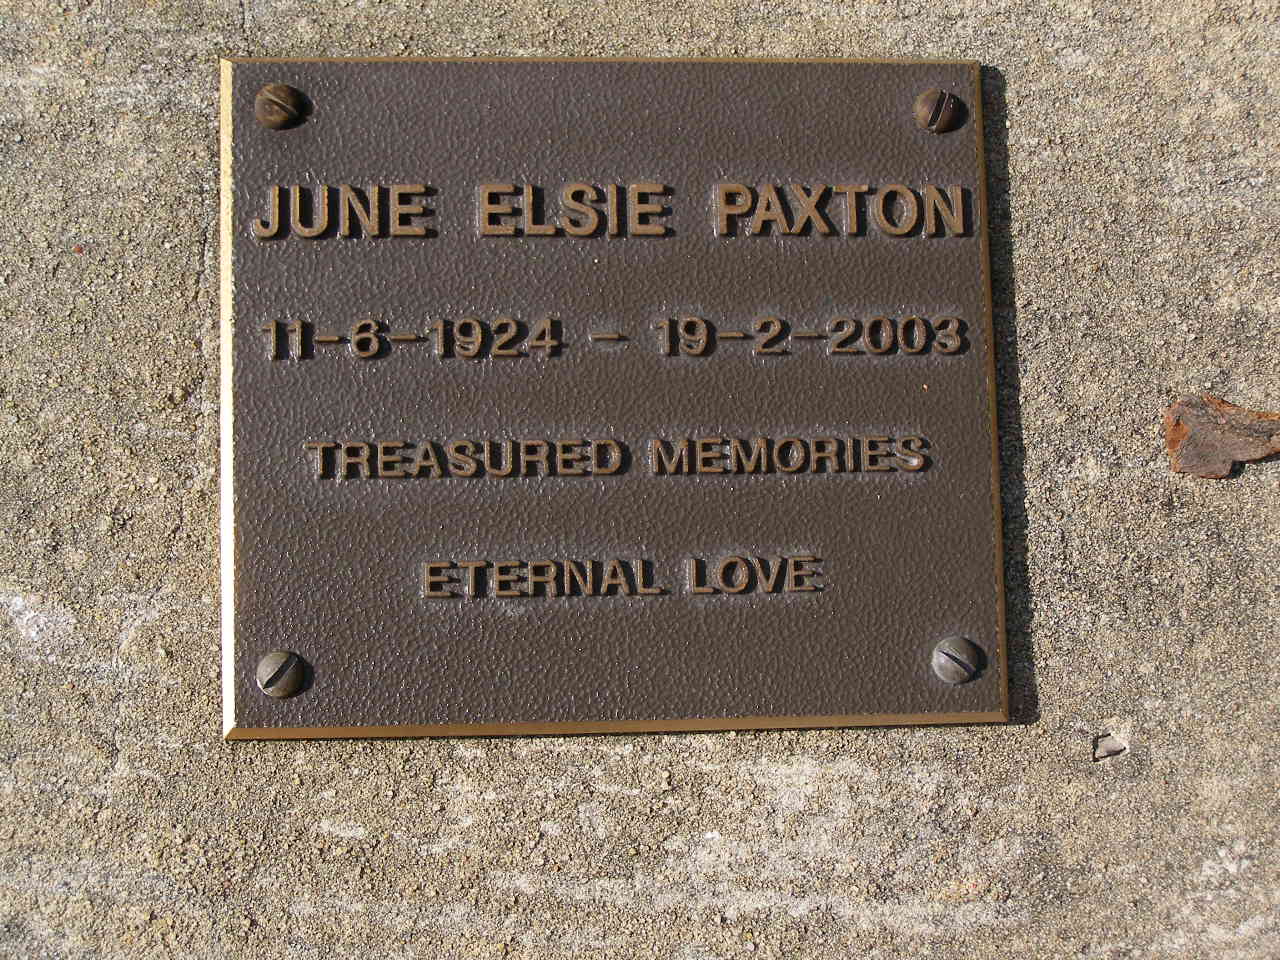 JUNE ELSIE PAXTON
11-6-1924 - 19-2-2003
TREASURED MEMORIES
ETERNAL LOVE